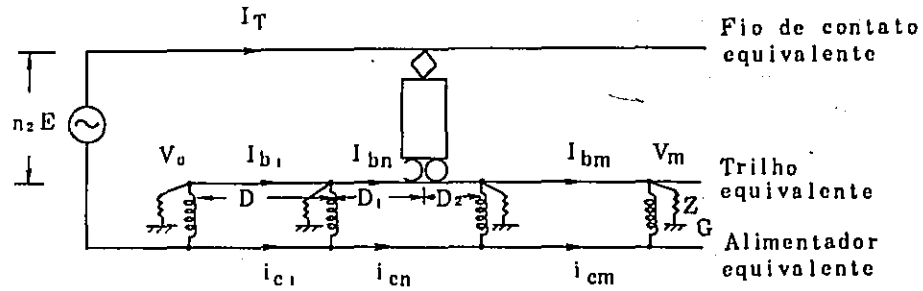 I_T
Fio de contato
equivalente
n₂E
V₀ I_b₁ I_bn I_bm V_m
Trilho
equivalente
D D₁ D₂ Z
G
Alimentador
equivalente
i_c₁ i_cn i_cm